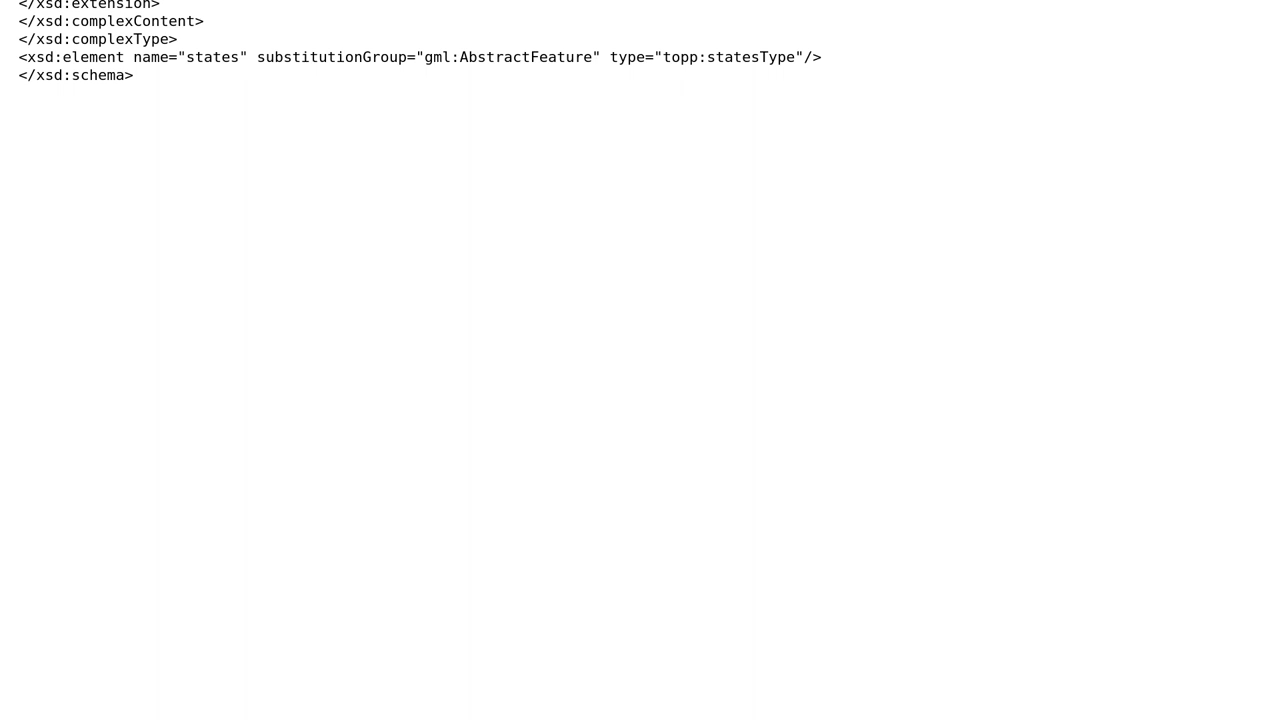 </xsd:extension>
</xsd:complexContent>
</xsd:complexType>
<xsd:element name="states" substitutionGroup="gml:AbstractFeature" type="topp:statesType"/>
</xsd:schema>